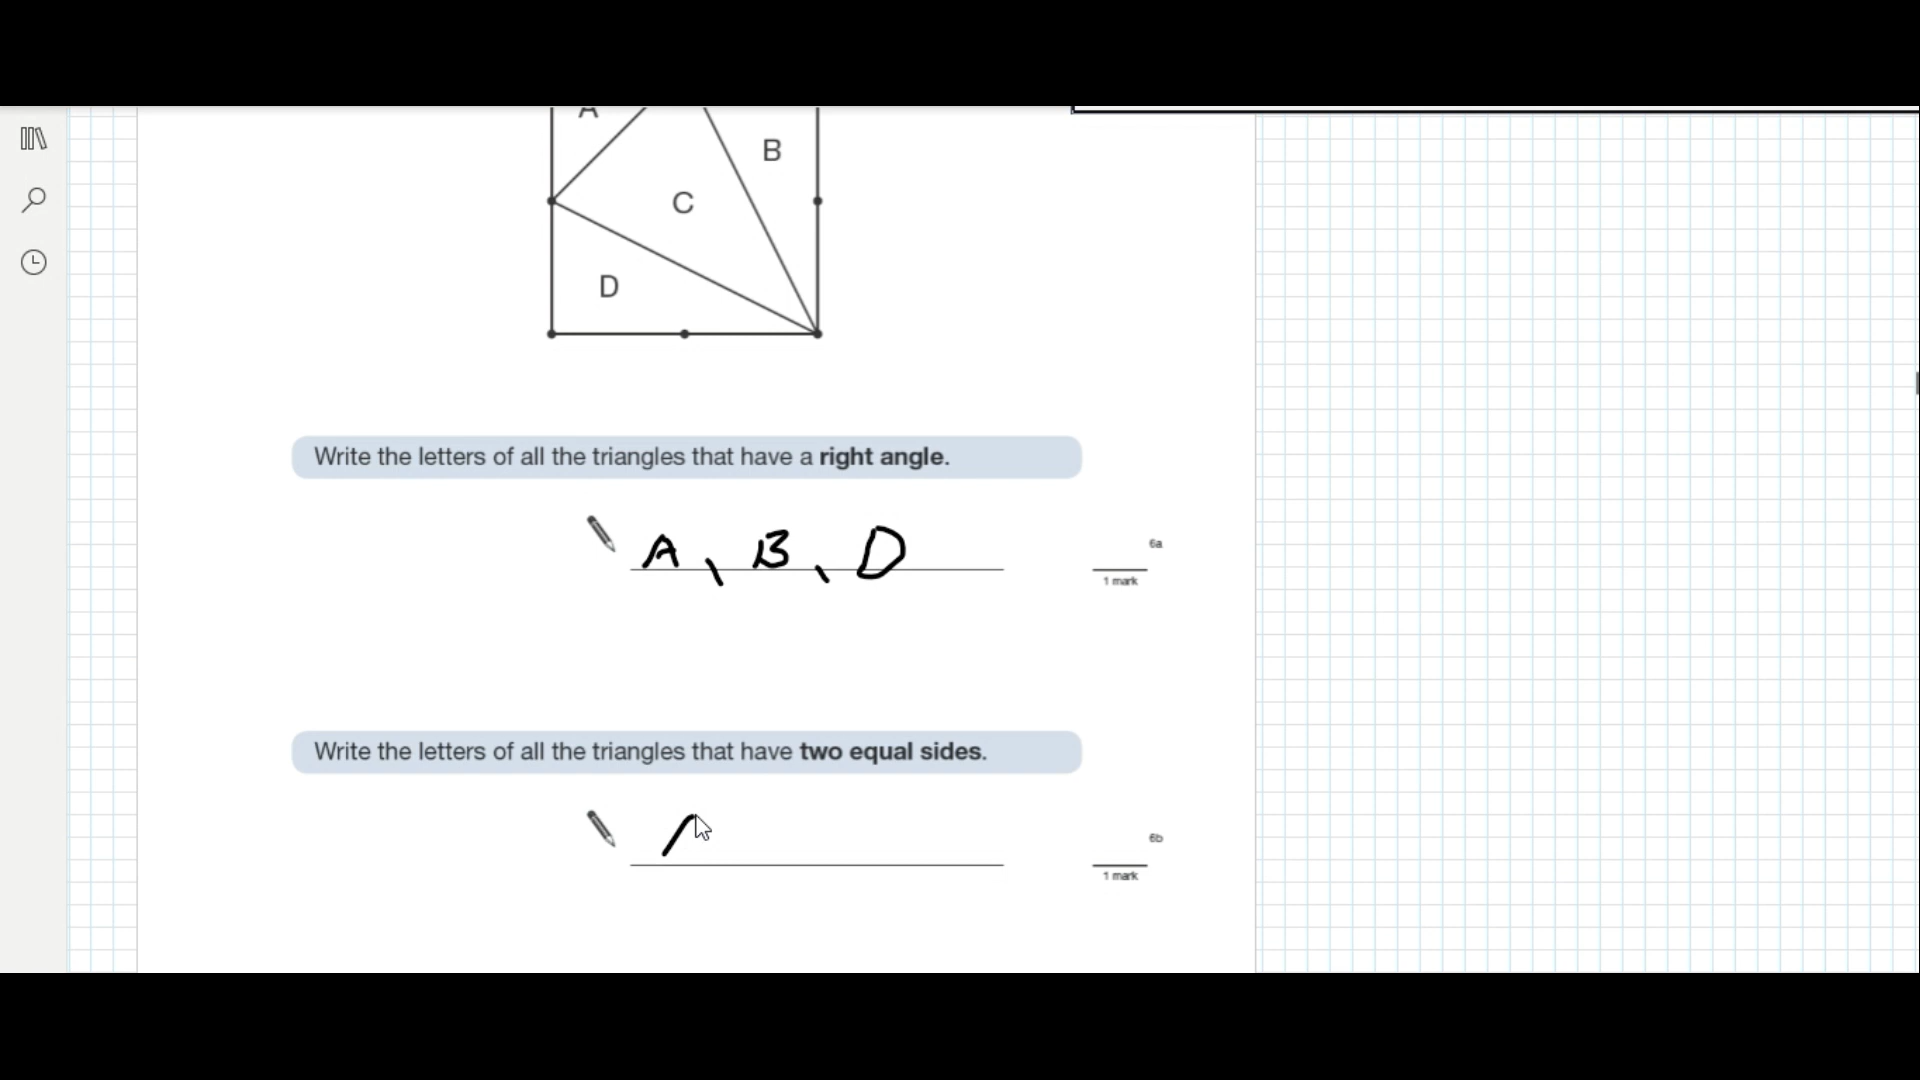 A
B
C
D
Write the letters of all the triangles that have a right angle.
A, B, D
6a
1 mark
Write the letters of all the triangles that have two equal sides.
6b
1 mark